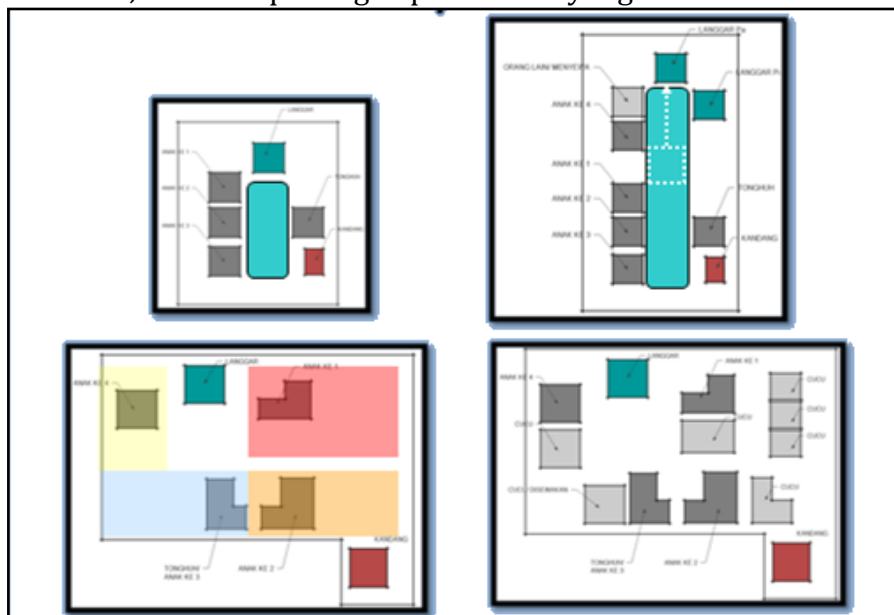 LANGGAR
ANAK KE 1
ANAK KE 2
ANAK KE 3
TONGHUH
KANDANG
LANGGAR Pa
ORANG LAIN/ MENYEWA
ANAK KE 4
LANGGAR Pi
ANAK KE 1
ANAK KE 2
ANAK KE 3
TONGHUH
KANDANG
LANGGAR
ANAK KE 1
ANAK KE 4
KANDANG
TONGHUH/
ANAK KE 3
ANAK KE 2
LANGGAR
ANAK KE 1
ANAK KE 4
CUCU
CUCU
CUCU
CUCU
CUCU
CUCU
KANDANG
TONGHUH/
ANAK KE 3
ANAK KE 2